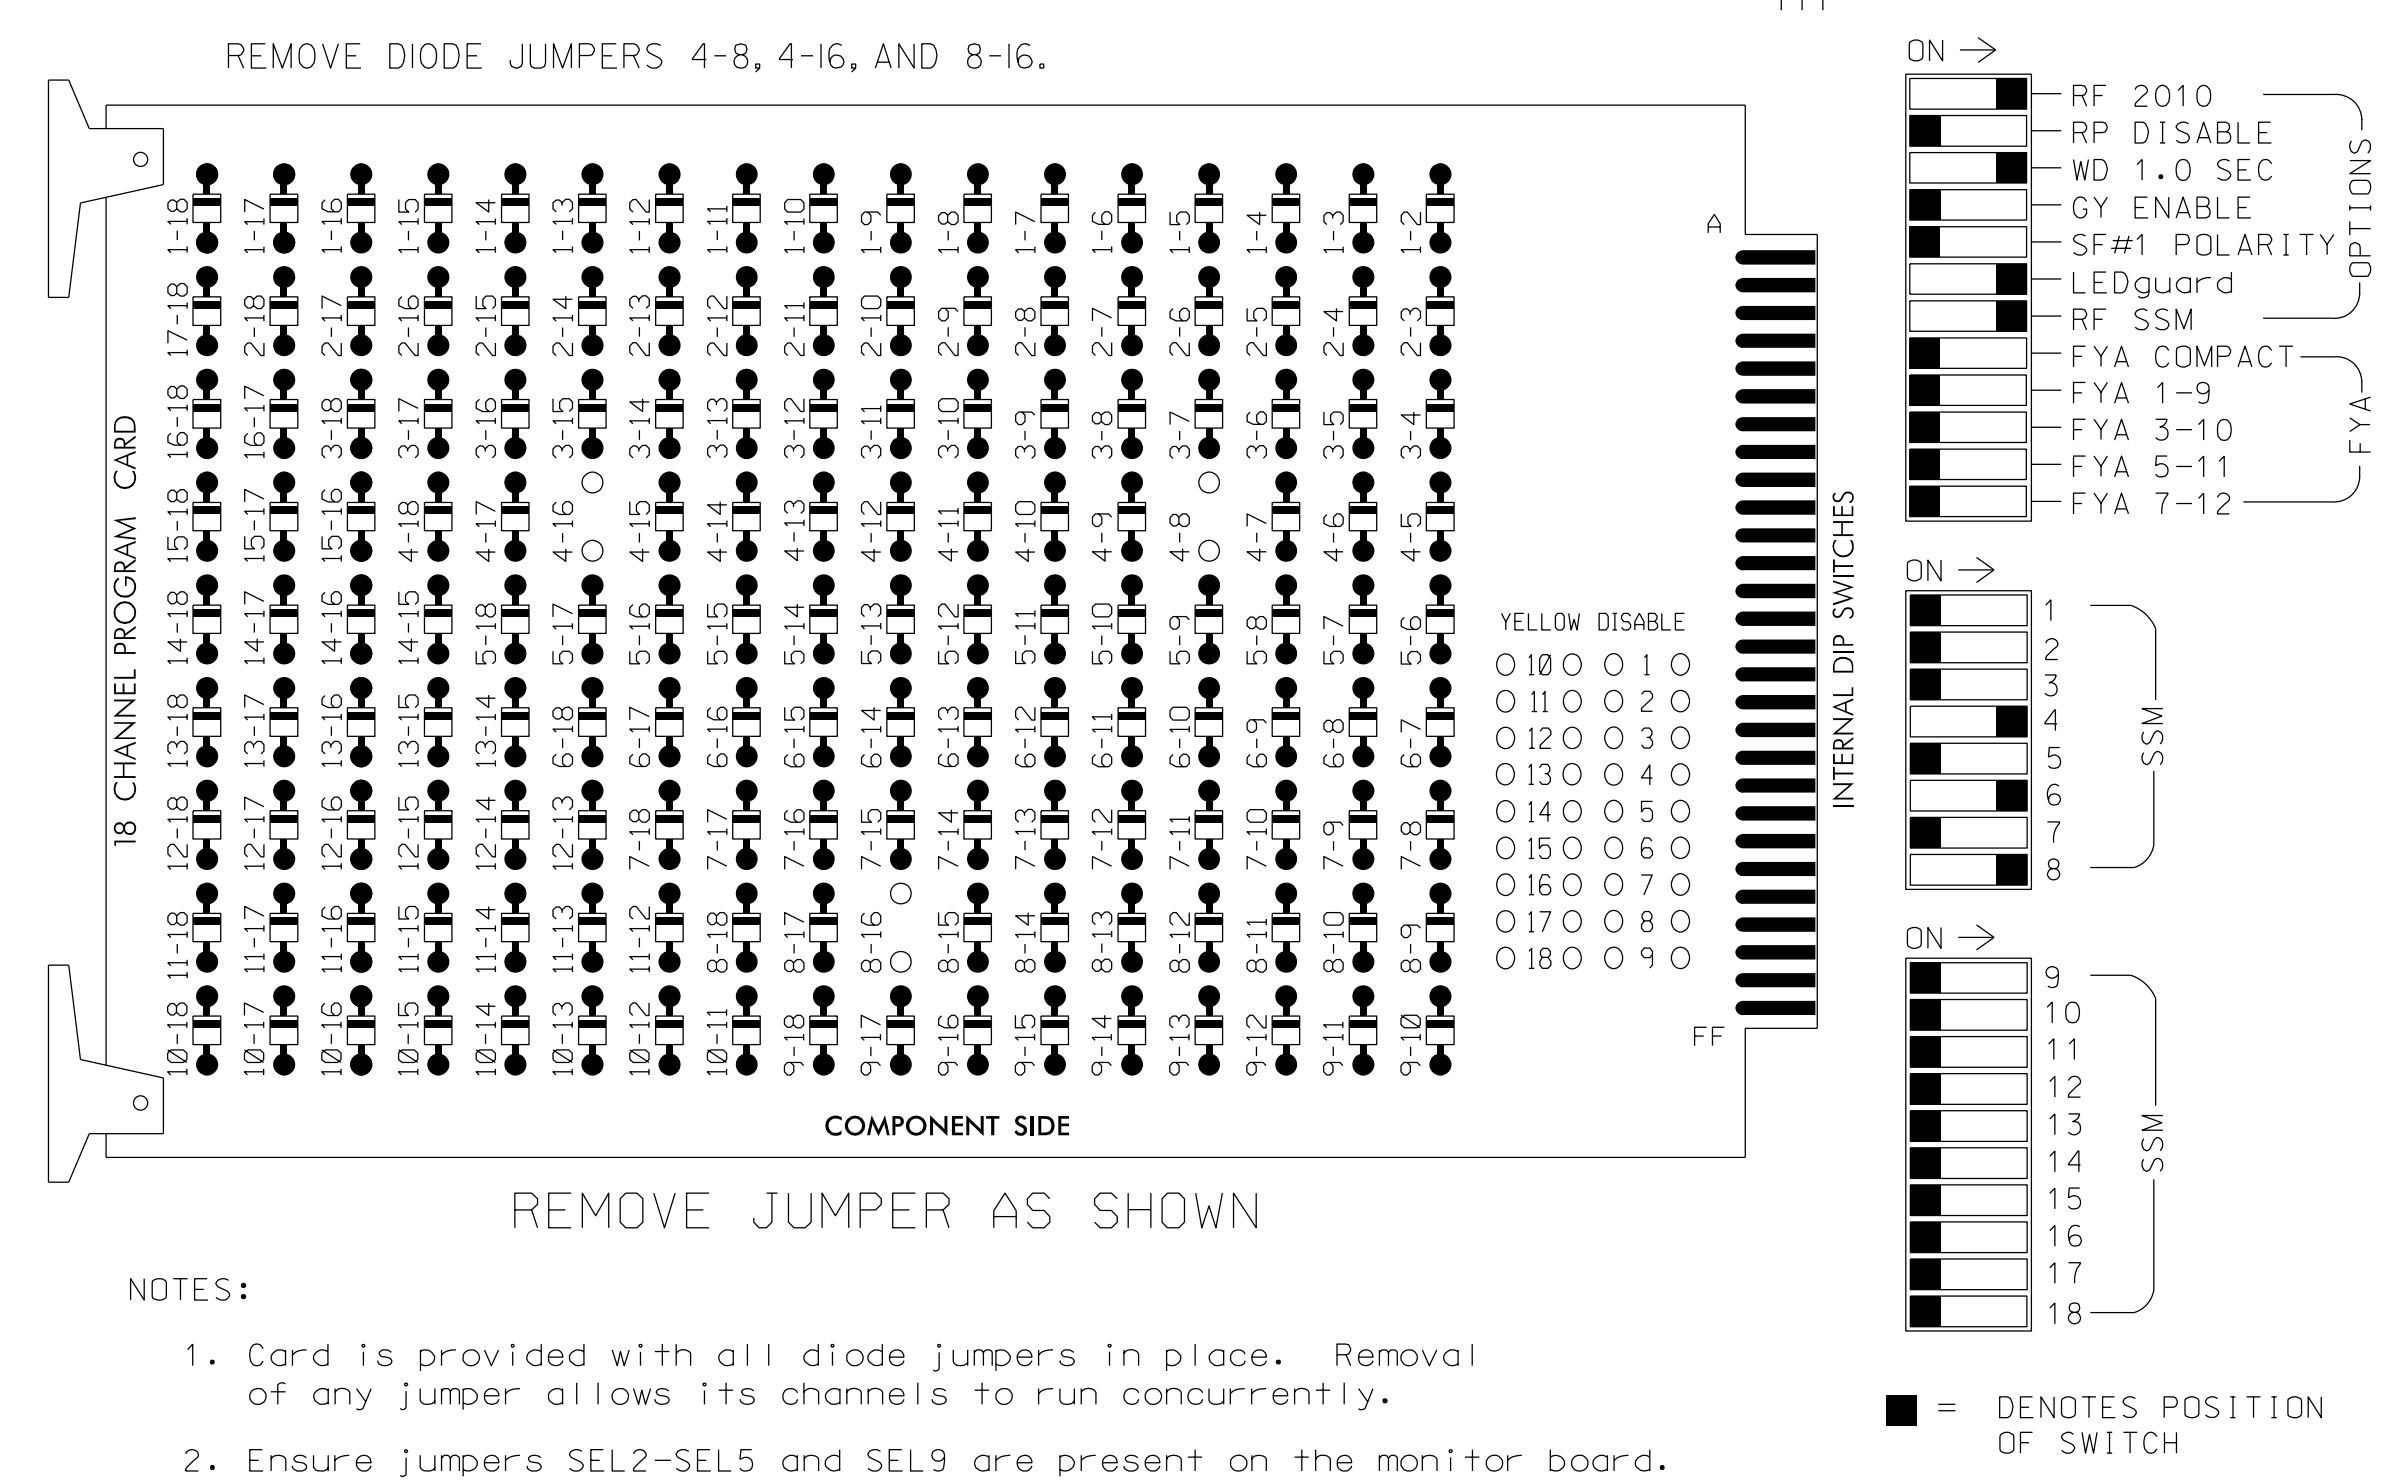 REMOVE DIODE JUMPERS 4-8, 4-16, AND 8-16.
18 CHANNEL PROGRAM CARD
1-18 1-17 1-16 1-15 1-14 1-13 1-12 1-11 1-10 1-9 1-8 1-7 1-6 1-5 1-4 1-3 1-2
17-18 2-18 2-17 2-16 2-15 2-14 2-13 2-12 2-11 2-10 2-9 2-8 2-7 2-6 2-5 2-4 2-3
16-18 16-17 3-18 3-17 3-16 3-15 3-14 3-13 3-12 3-11 3-10 3-9 3-8 3-7 3-6 3-5 3-4
15-18 15-17 15-16 4-18 4-17 4-16 4-15 4-14 4-13 4-12 4-11 4-10 4-9 4-8 4-7 4-6 4-5
14-18 14-17 14-16 14-15 5-18 5-17 5-16 5-15 5-14 5-13 5-12 5-11 5-10 5-9 5-8 5-7 5-6
13-18 13-17 13-16 13-15 13-14 6-18 6-17 6-16 6-15 6-14 6-13 6-12 6-11 6-10 6-9 6-8 6-7
12-18 12-17 12-16 12-15 12-14 12-13 7-18 7-17 7-16 7-15 7-14 7-13 7-12 7-11 7-10 7-9 7-8
11-18 11-17 11-16 11-15 11-14 11-13 11-12 8-18 8-17 8-16 8-15 8-14 8-13 8-12 8-11 8-10 8-9
10-18 10-17 10-16 10-15 10-14 10-13 10-12 10-11 9-18 9-17 9-16 9-15 9-14 9-13 9-12 9-11 9-10
YELLOW DISABLE
10 1
11 2
12 3
13 4
14 5
15 6
16 7
17 8
18 9
A
FF
COMPONENT SIDE
REMOVE JUMPER AS SHOWN
INTERNAL DIP SWITCHES
ON
RF 2010
RP DISABLE
WD 1.0 SEC
GY ENABLE
SF#1 POLARITY
LEDguard
RF SSM
OPTIONS
FYA COMPACT
FYA 1-9
FYA 3-10
FYA 5-11
FYA 7-12
FYA
ON
1
2
3
4
5
6
7
8
SSM
ON
9
10
11
12
13
14
15
16
17
18
SSM
= DENOTES POSITION
OF SWITCH
NOTES:
1. Card is provided with all diode jumpers in place. Removal
of any jumper allows its channels to run concurrently.
2. Ensure jumpers SEL2-SEL5 and SEL9 are present on the monitor board.